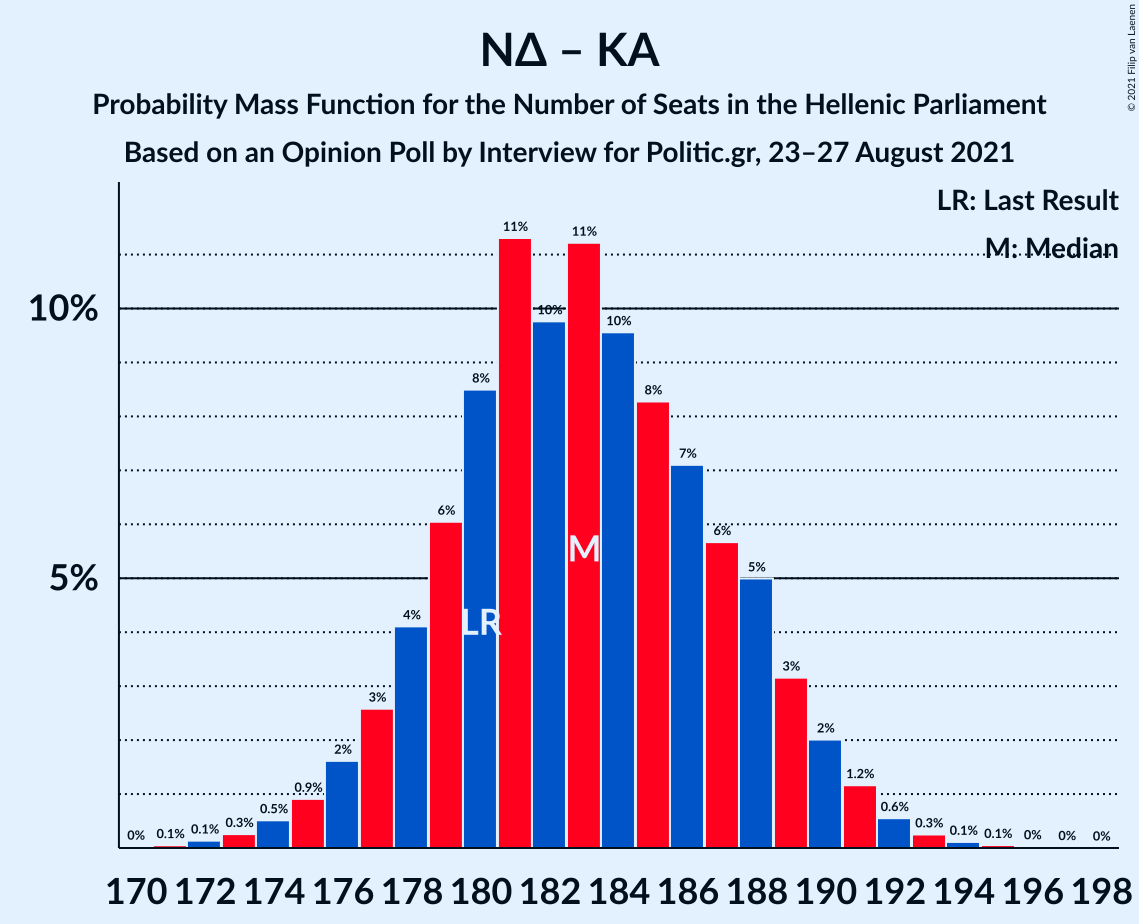 ΝΔ – ΚΑ
Probability Mass Function for the Number of Seats in the Hellenic Parliament
Based on an Opinion Poll by Interview for Politic.gr, 23–27 August 2021
© 2021 Filip van Laenen
LR: Last Result
M: Median
10%
5%
0% 0.1% 0.1% 0.3% 0.5% 0.9% 2% 3% 4% 6% 8% 11% 10% 11% 10% 8% 7% 6% 5% 3% 2% 1.2% 0.6% 0.3% 0.1% 0.1% 0% 0% 0%
M
LR
170 172 174 176 178 180 182 184 186 188 190 192 194 196 198